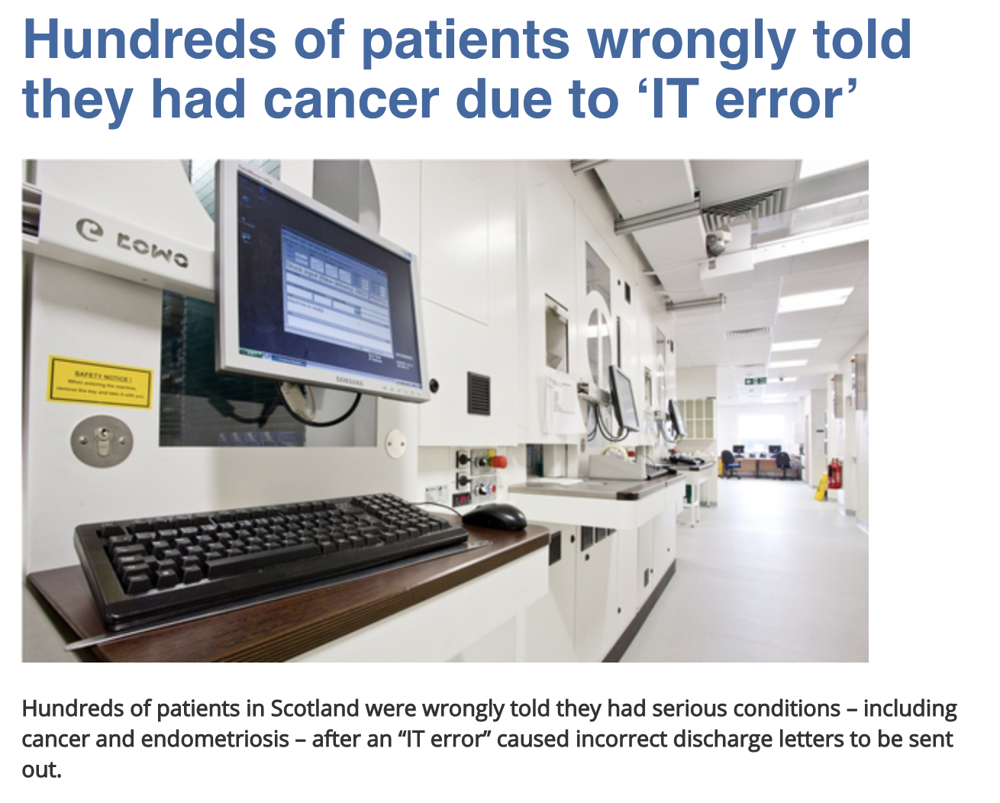 Hundreds of patients wrongly told
they had cancer due to ‘IT error’
ROWA
SAFETY NOTICE !
When entering the machine,
remove the key and take it with you
SAMSUNG
Hundreds of patients in Scotland were wrongly told they had serious conditions – including
cancer and endometriosis – after an “IT error” caused incorrect discharge letters to be sent
out.